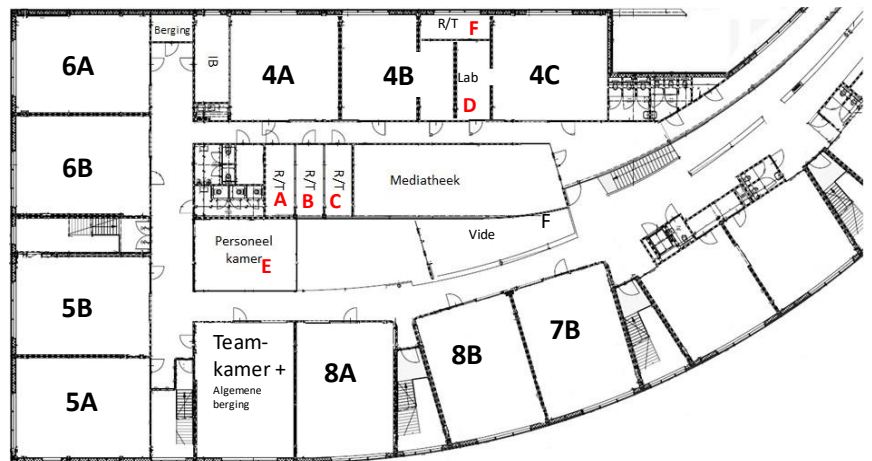 Berging
R/T F
6A
IB
4A
4B
Lab
4C
D
6B
R/T
A
R/T
B
R/T
C
Mediatheek
Personeel
kamer E
Vide
F
5B
Team-
kamer +
Algemene
berging
8A
8B
7B
5A